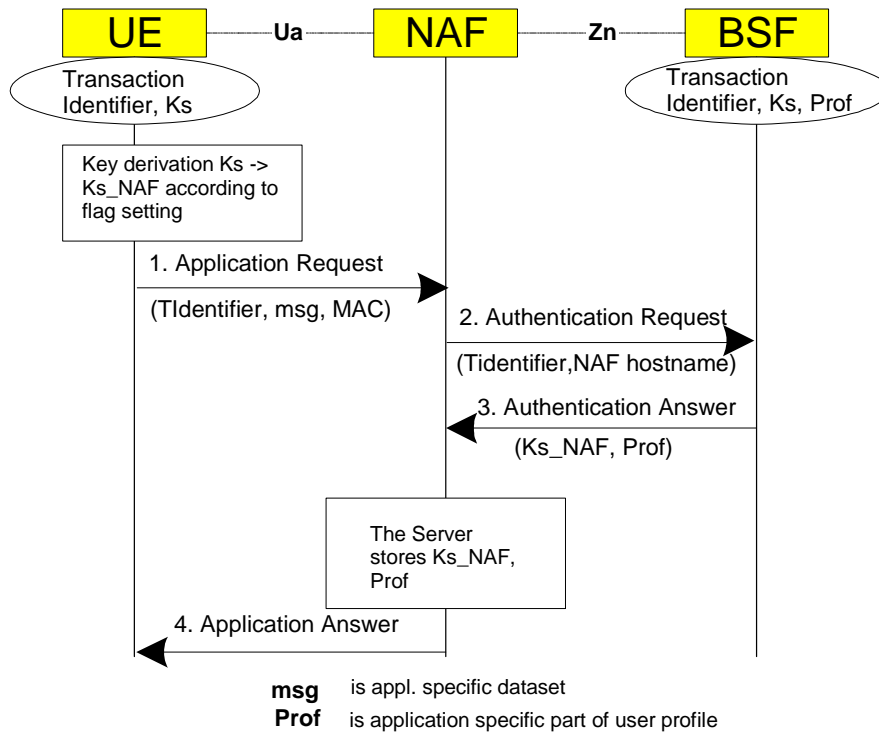 UE
Ua
NAF
Zn
BSF
Transaction
Identifier, Ks
Transaction
Identifier, Ks, Prof
Key derivation Ks ->
Ks_NAF according to
flag setting
1. Application Request
(TIdentifier, msg, MAC)
2. Authentication Request
(Tidentifier,NAF hostname)
3. Authentication Answer
(Ks_NAF, Prof)
The Server
stores Ks_NAF,
Prof
4. Application Answer
msg is appl. specific dataset
Prof is application specific part of user profile